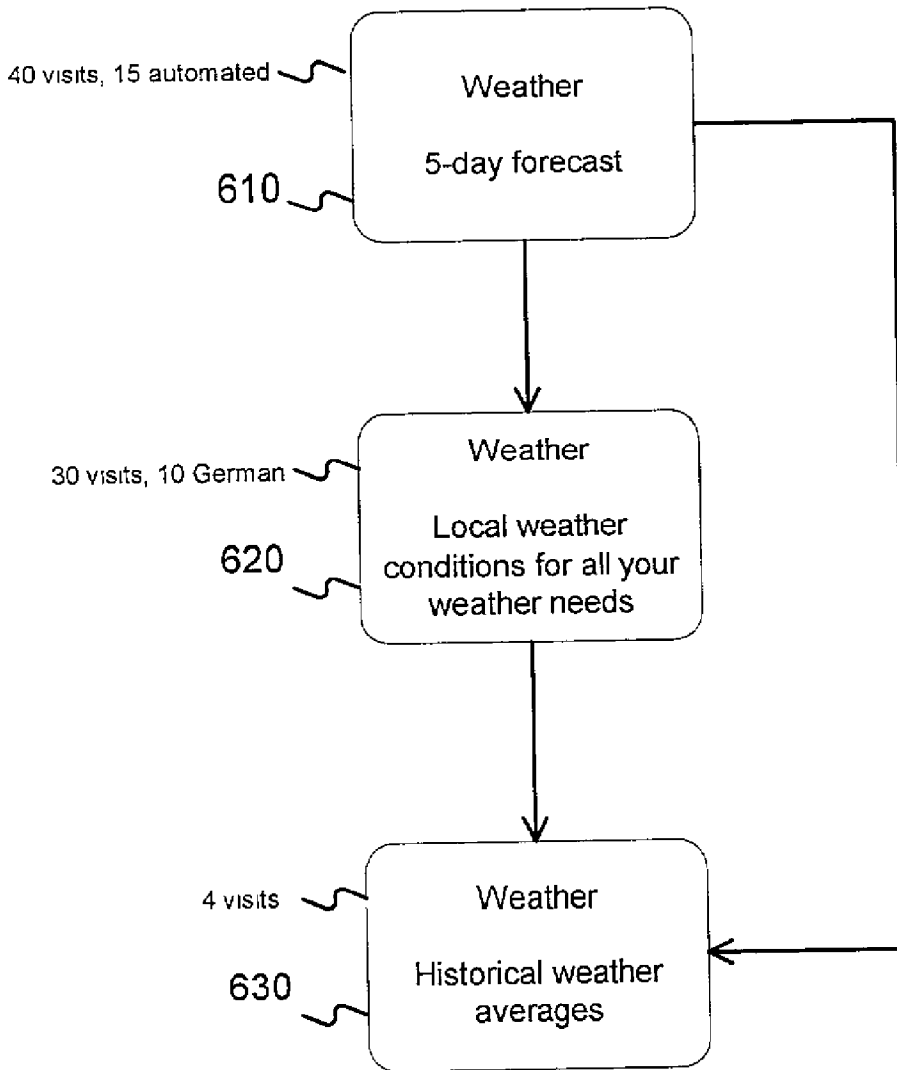 40 visits, 15 automated
Weather
5-day forecast
610
30 visits, 10 German
Weather
Local weather
conditions for all your
weather needs
620
4 visits
Weather
Historical weather
averages
630